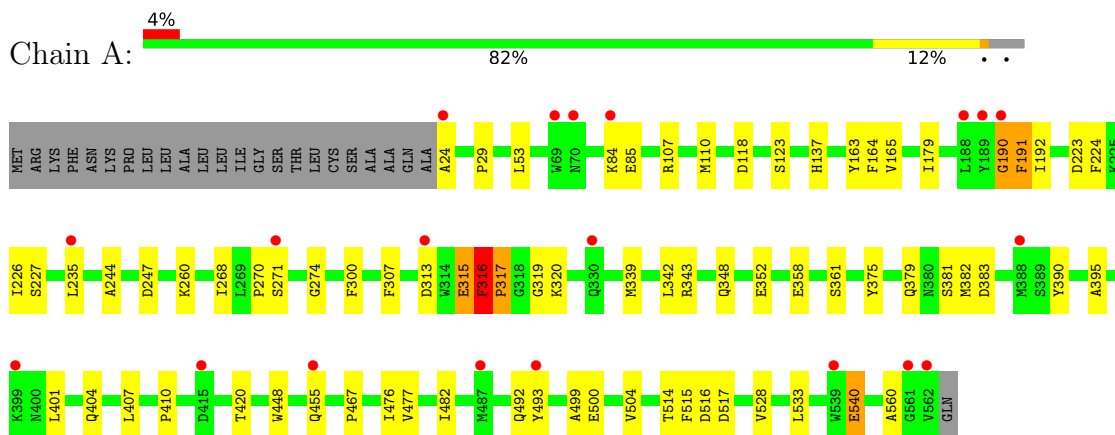 4%
Chain A:
82% 12% • •
MET ARG LYS PHE ASN LYS PRO LEU LEU ALA LEU LEU ILE GLY SER THR LEU CYS SER ALA ALA GLN ALA A24 P29 L53 W69 N70 K84 E85 R107 M110 D118 S123 H137 Y163 F164 V165 I179 L188 Y189 G190 F191 I192 D223 F224 K225
I226 S227 L235 A244 D247 K260 I268 L269 P270 S271 G274 F300 F307 D313 W314 E315 F316 P317 G318 G319 K320 Q330 M339 L342 R343 Q348 E352 E358 S361 Y375 Q379 N380 S381 M382 D383 M388 S389 Y390 A395
K399 N400 L401 Q404 L407 P410 D415 T420 W448 Q455 P467 I476 V477 I482 M487 Q492 Y493 A499 E500 V504 T514 F515 D516 D517 V528 L533 W539 E540 A560 G561 V562 GLN